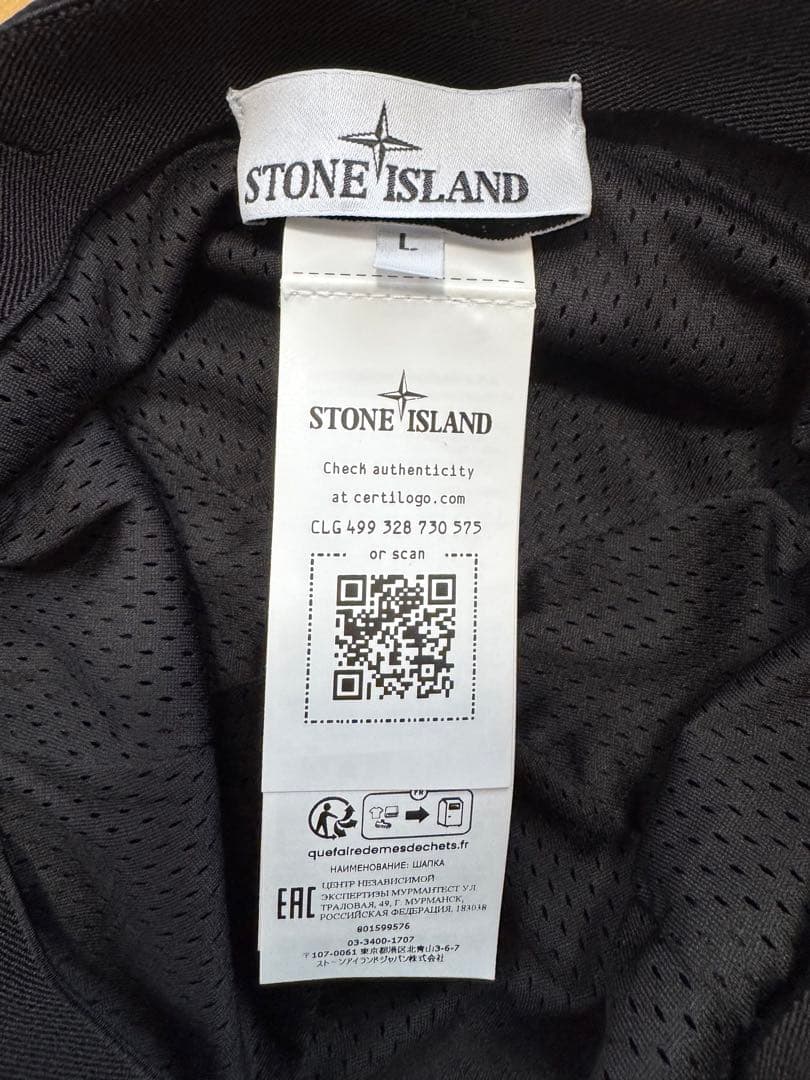 STONE ISLAND
L
STONE ISLAND
Check authenticity
at certilogo.com
CLG 499 328 730 575
or scan
FR
quefairedemesdechets.fr
НАИМЕНОВАНИЕ: ШАПКА
ЦЕНТР НЕЗАВИСИМОЙ
ЭКСПЕРТИЗЫ МУРМАНТЕСТ УЛ
ТРАЛОВАЯ, 49, Г. МУРМАНСК,
РОССИЙСКАЯ ФЕДЕРАЦИЯ, 183038
EAC
801599576
03-3400-1707
〒107-0061 東京都港区北青山3-6-7
ストーンアイランドジャパン株式会社